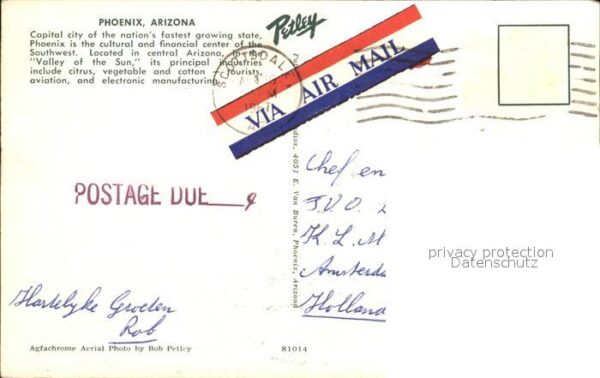 PHOENIX, ARIZONA
Capital city of the nation's fastest growing state,
Phoenix is the cultural and financial center of the
Southwest. Located in central Arizona, in the
"Valley of the Sun," its principal industries
include citrus, vegetable and cotton tourists,
aviation, and electronic manufacturing.
Petley
SCOTTSDALE
VIA AIR MAIL
POSTAGE DUE
Chef
K. L. M
Amsterda
Holland
privacy protection
Datenschutz
Hartelyke Groeten
Rob
4051 E. Van Buren, Phoenix, Arizona
Agfachrome Aerial Photo by Bob Petley
81014